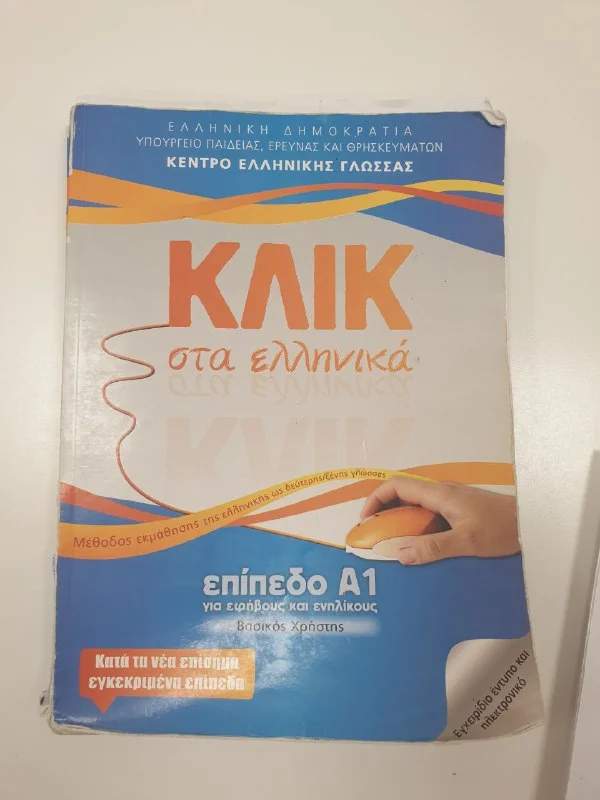 ΕΛΛΗΝΙΚΗ ΔΗΜΟΚΡΑΤΙΑ
ΥΠΟΥΡΓΕΙΟ ΠΑΙΔΕΙΑΣ, ΕΡΕΥΝΑΣ ΚΑΙ ΘΡΗΣΚΕΥΜΑΤΩΝ
ΚΕΝΤΡΟ ΕΛΛΗΝΙΚΗΣ ΓΛΩΣΣΑΣ
ΚΛΙΚ
στα ελληνικά
Μέθοδος εκμάθησης της ελληνικής ως δεύτερης/ξένης γλώσσας
επίπεδο Α1
για εφήβους και ενηλίκους
Βασικός Χρήστης
Κατά τα νέα επίσημα
εγκεκριμένα επίπεδα
Εγχειρίδιο έντυπο και
ηλεκτρονικό